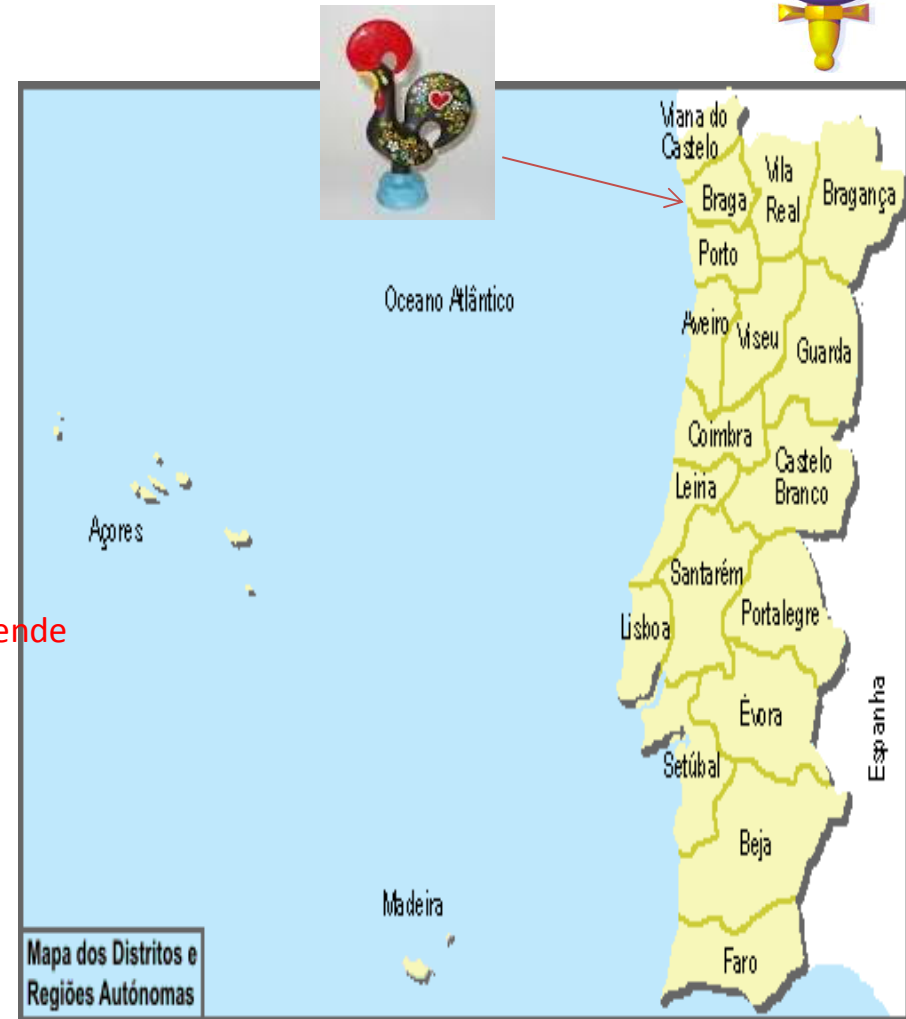 Viana do
Castelo
Braga
Vila
Real
Bragança
Porto
Oceano Atlântico
Aveiro
Viseu
Guarda
Coimbra
Castelo
Branco
Leiria
Açores
Santarém
Portalegre
ende
Lisboa
Évora
Espanha
Setúbal
Beja
Madeira
Faro
Mapa dos Distritos e
Regiões Autónomas